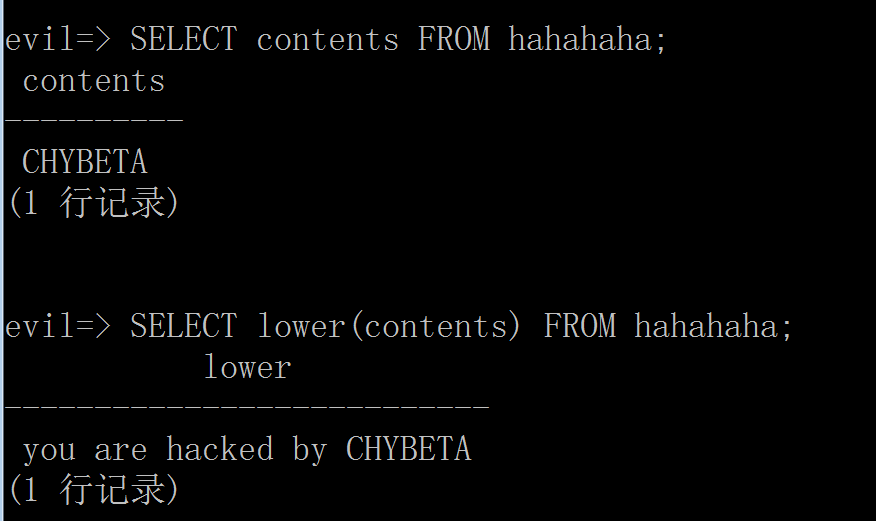 evil=> SELECT contents FROM hahahaha;
contents
----------
CHYBETA
(1 行记录)
evil=> SELECT lower(contents) FROM hahahaha;
lower
---------------------------
you are hacked by CHYBETA
(1 行记录)